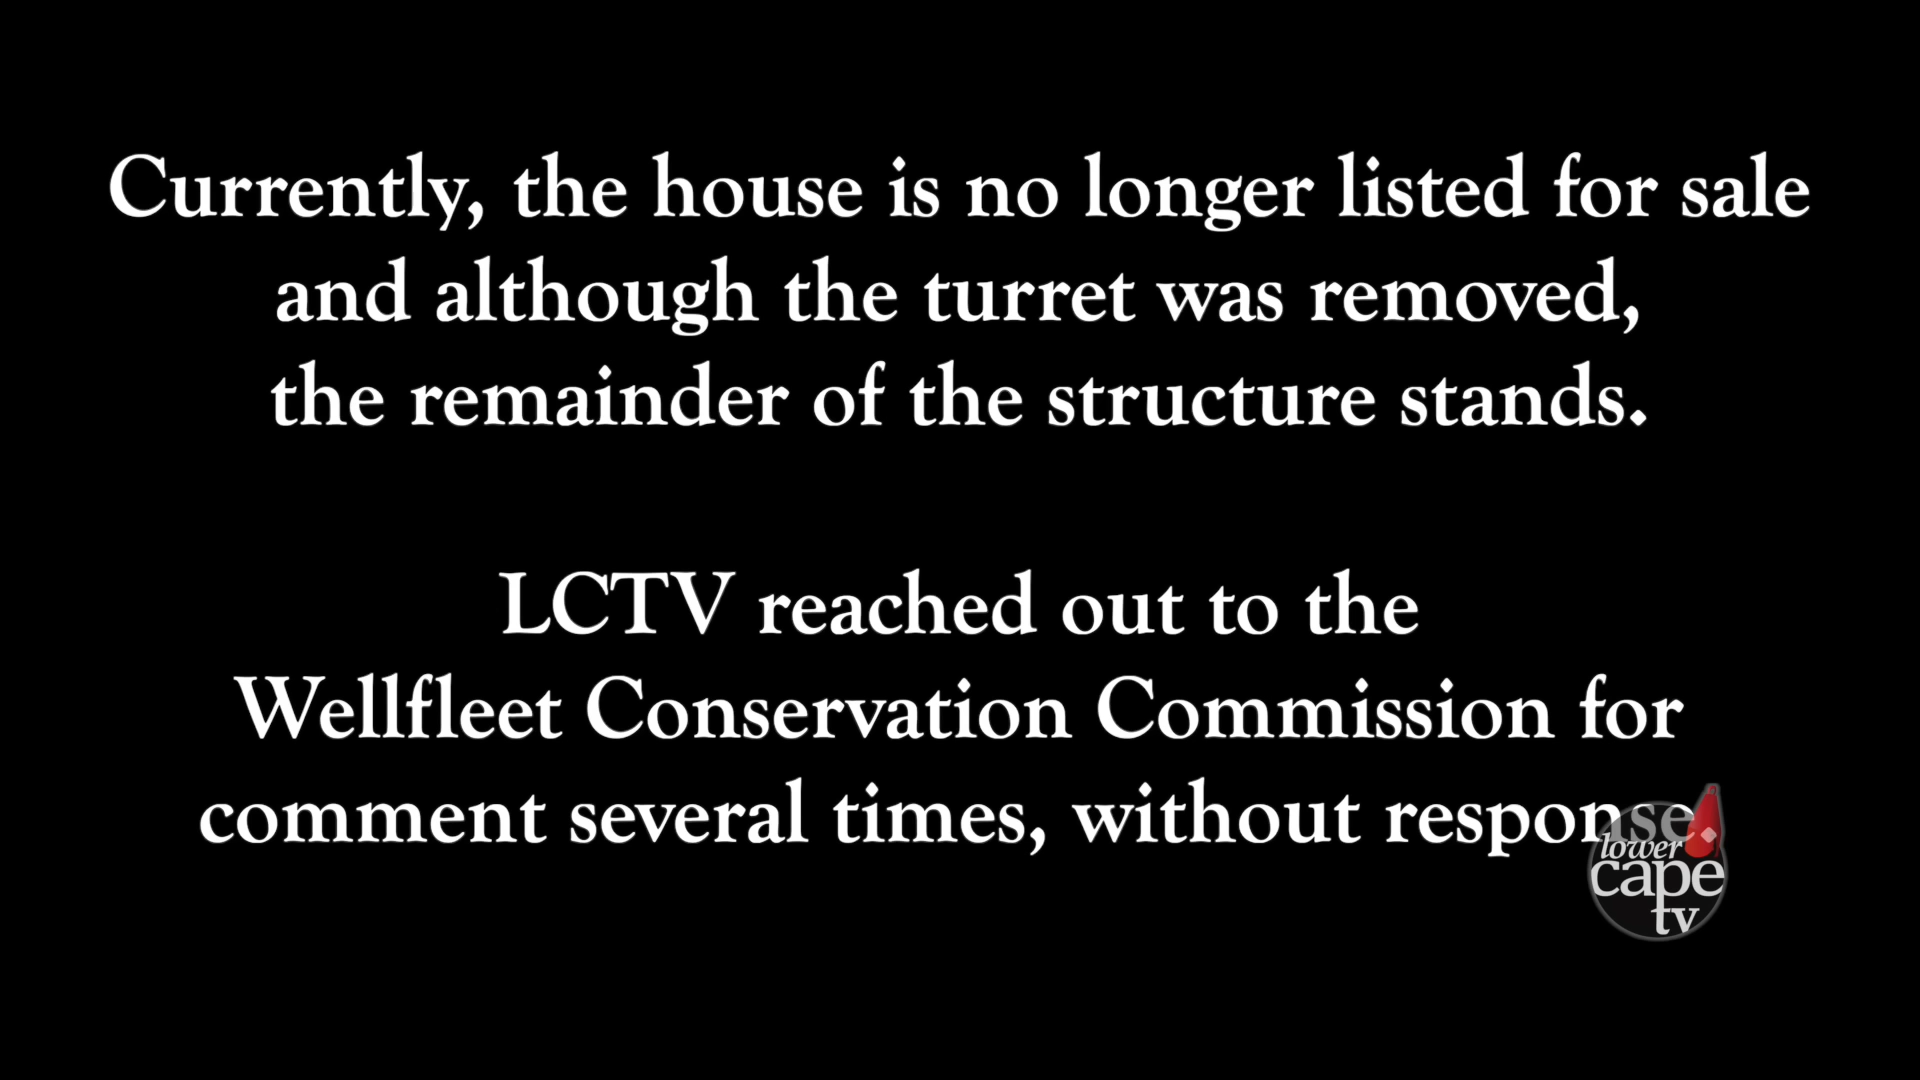 Currently, the house is no longer listed for sale
and although the turret was removed,
the remainder of the structure stands.
LCTV reached out to the
Wellfleet Conservation Commission for
comment several times, without response.
lower
cape
tv